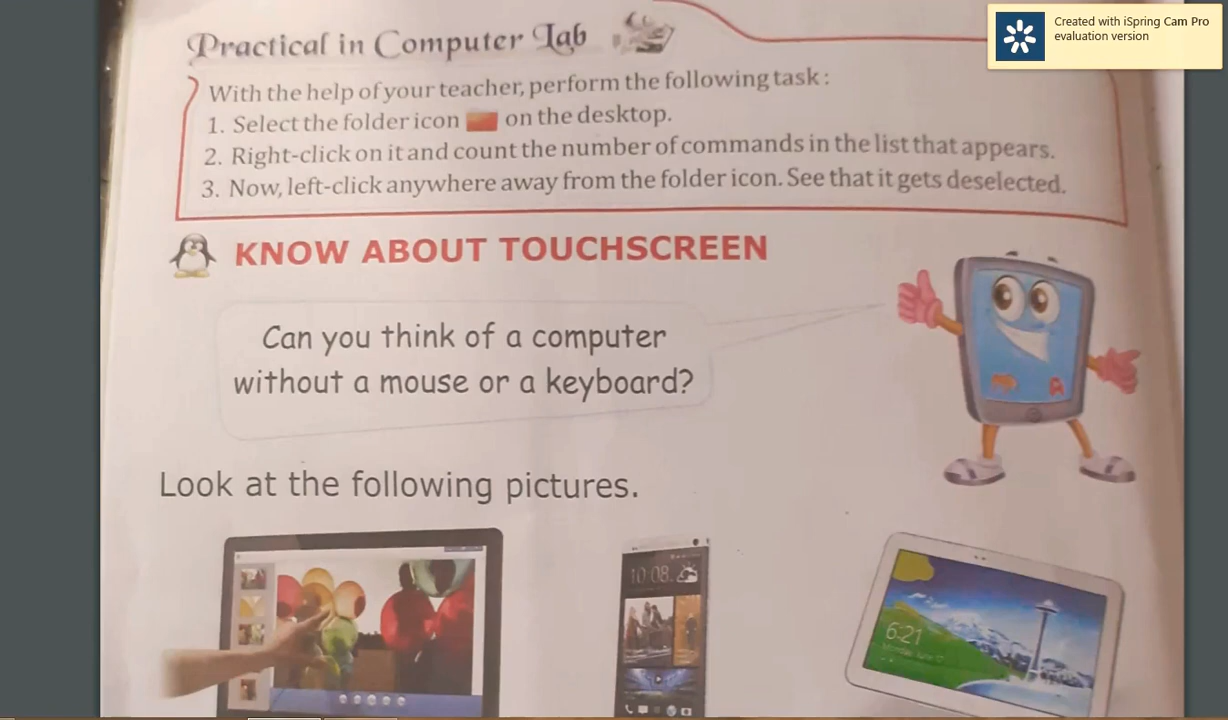 Created with iSpring Cam Pro
evaluation version
Practical in Computer Lab
With the help of your teacher, perform the following task :
1. Select the folder icon on the desktop.
2. Right-click on it and count the number of commands in the list that appears.
3. Now, left-click anywhere away from the folder icon. See that it gets deselected.
KNOW ABOUT TOUCHSCREEN
Can you think of a computer
without a mouse or a keyboard?
Look at the following pictures.
10:08
6:21